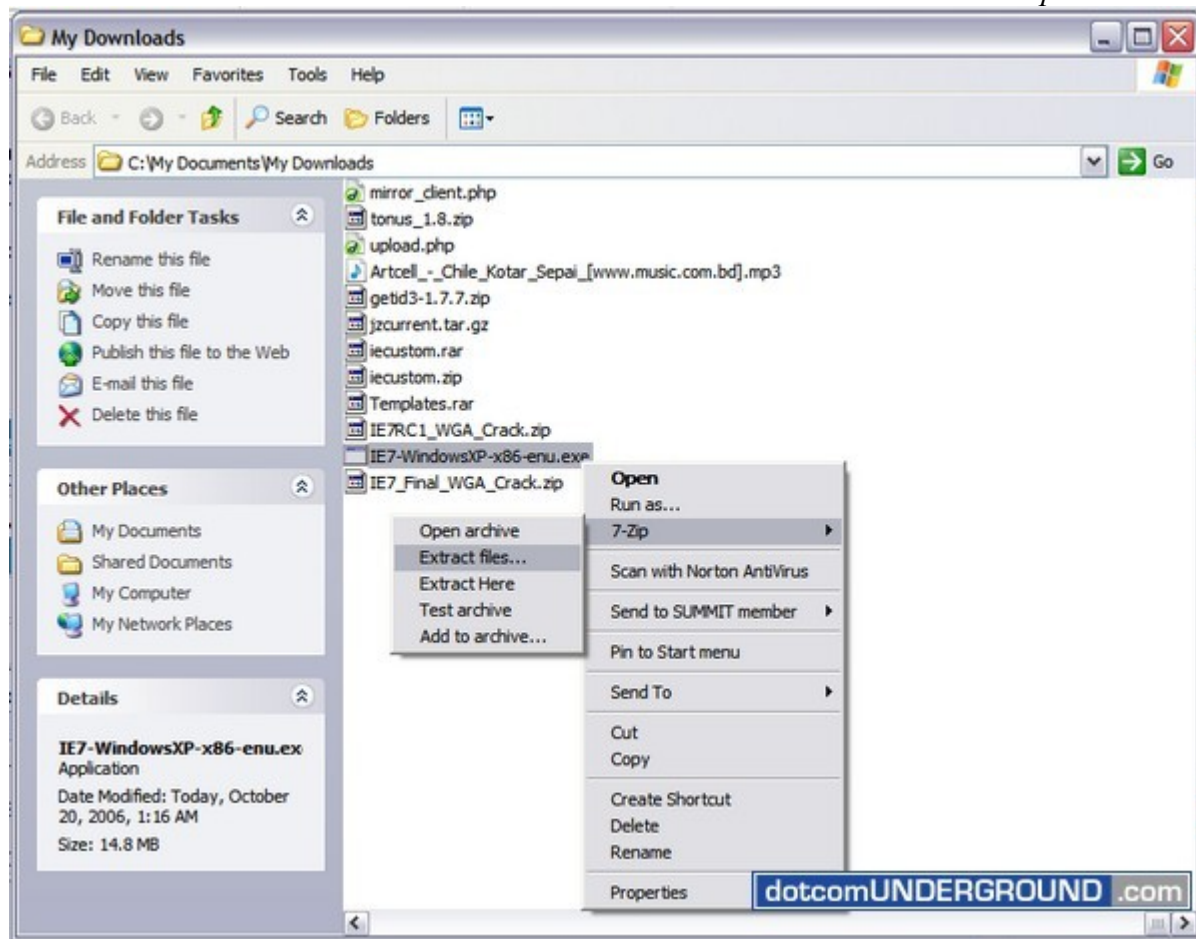 My Downloads
File Edit View Favorites Tools Help
Back Search Folders
Address C:\My Documents\My Downloads Go
File and Folder Tasks
Rename this file
Move this file
Copy this file
Publish this file to the Web
E-mail this file
Delete this file
Other Places
My Documents
Shared Documents
My Computer
My Network Places
Details
IE7-WindowsXP-x86-enu.ex
Application
Date Modified: Today, October
20, 2006, 1:16 AM
Size: 14.8 MB
mirror_client.php
tonus_1.8.zip
upload.php
Artcell_-_Chile_Kotar_Sepai_[www.music.com.bd].mp3
getid3-1.7.7.zip
jzcurrent.tar.gz
iecustom.rar
iecustom.zip
Templates.rar
IE7RC1_WGA_Crack.zip
IE7-WindowsXP-x86-enu.exe
IE7_Final_WGA_Crack.zip
Open archive
Extract files...
Extract Here
Test archive
Add to archive...
Open
Run as...
7-Zip
Scan with Norton AntiVirus
Send to SUMMIT member
Pin to Start menu
Send To
Cut
Copy
Create Shortcut
Delete
Rename
Properties
dotcomUNDERGROUND .com